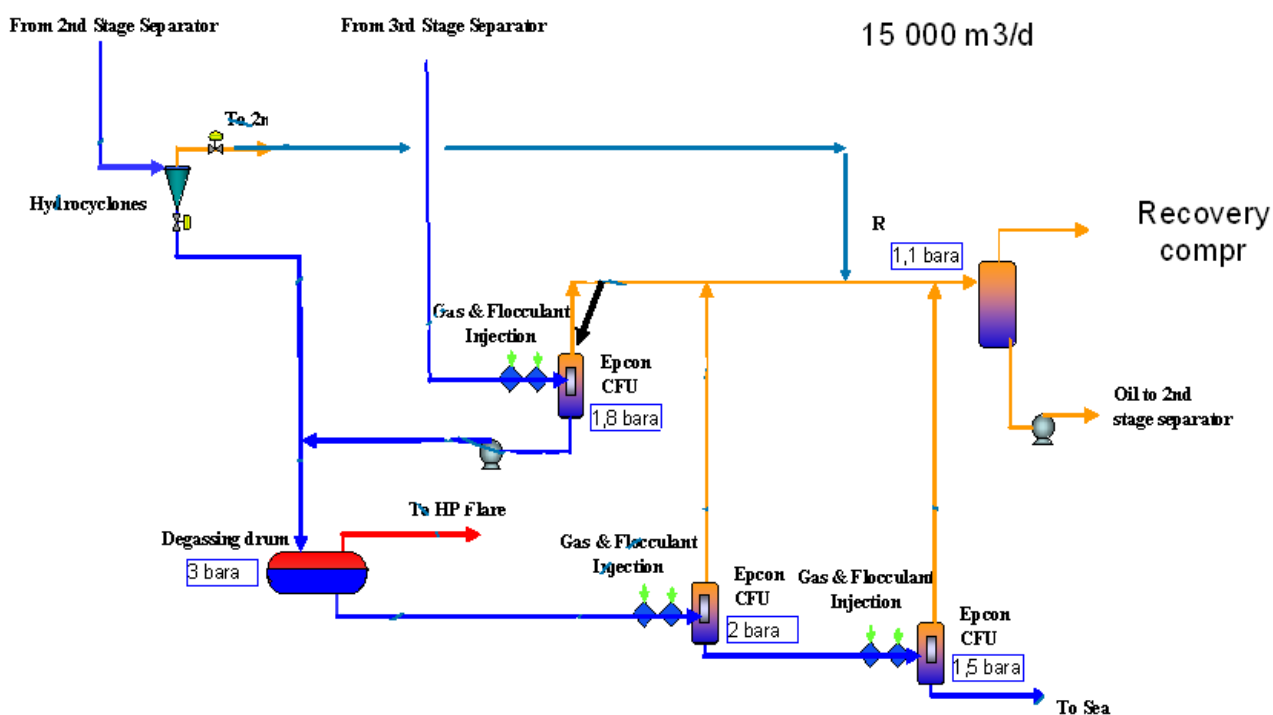 From 2nd Stage Separator
From 3rd Stage Separator
15 000 m3/d
To 2n
Hydrocyclones
R
1,1 bara
Recovery
compr
Gas & Flocculant
Injection
Epcon
CFU
1,8 bara
Oil to 2nd
stage separator
To HP Flare
Degassing drum
3 bara
Gas & Flocculant
Injection
Epcon
CFU
2 bara
Gas & Flocculant
Injection
Epcon
CFU
1,5 bara
To Sea